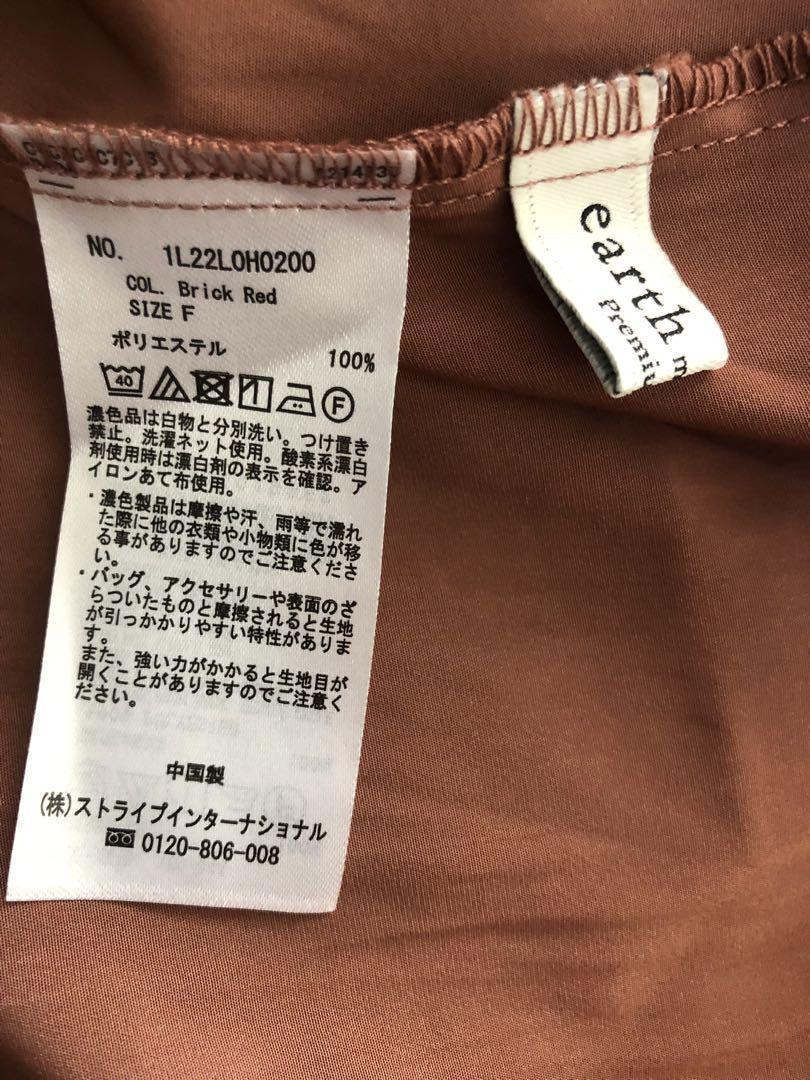 NO. 1L22L0H0200
COL. Brick Red
SIZE F
ポリエステル 100%
40
F
濃色品は白物と分別洗い。つけ置き
禁止。洗濯ネット使用。酸素系漂白
剤使用時は漂白剤の表示を確認。ア
イロンあて布使用。
・濃色製品は摩擦や汗、雨等で濡れ
た際に他の衣類や小物類に色が移
る事がありますのでご注意くださ
い。
・バッグ、アクセサリーや表面のざ
らついたものと摩擦されると生地
が引っかかりやすい特性がありま
す。
また、強い力がかかると生地目が
開くことがありますのでご注意く
ださい。
中国製
(株)ストライプインターナショナル
0120-806-008
earth m
Premiu